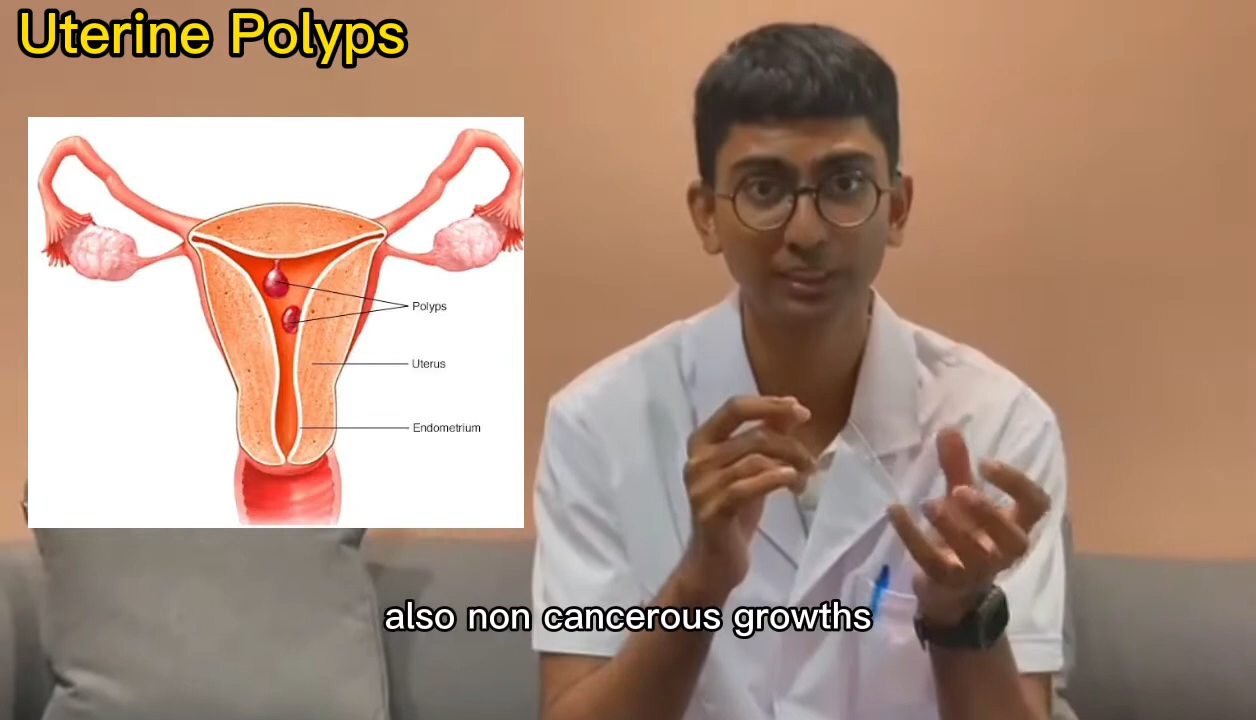 Uterine Polyps
Polyps
Uterus
Endometrium
also non cancerous growths